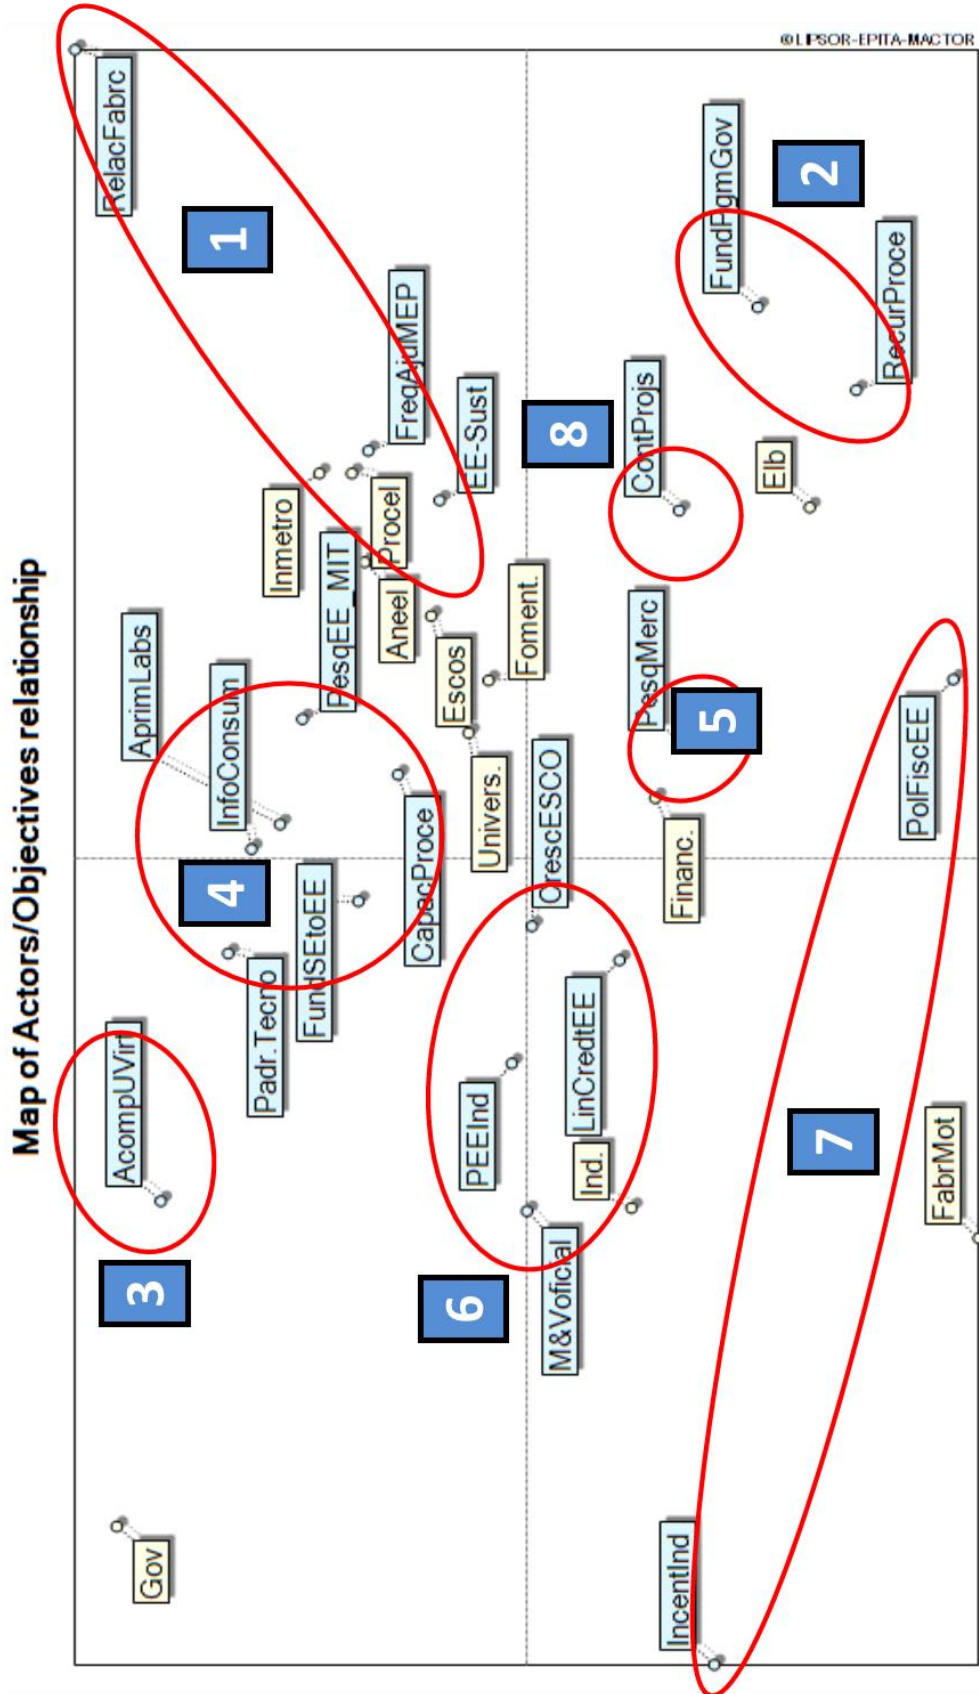 Map of Actors/Objectives relationship
©LIPSOR-EPITA-MACTOR
RelacFabrc
AcompUVirt
AprimLabs
3
Gov
1
InfoConsum
4
Padr.Tecno
Inmetro
FundSEtoEE
PesqEE_MIT
Procel
Aneel
FreqAjuMEP
CapacProce
Escos
6
EE-Sust
PEEInd
Univers.
Foment.
CrescESCO
M&Voficial
8
LinCredtEE
Ind.
ContProjs
PesqMerc
IncentInd
Financ.
5
FundPgmGov
Elb
2
7
RecurProce
PolFiscEE
FabrMot